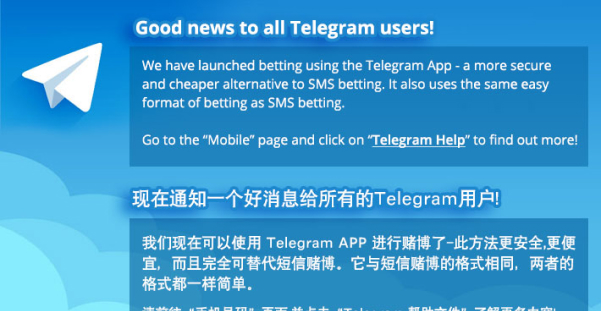 Good news to all Telegram users!
We have launched betting using the Telegram App - a more secure
and cheaper alternative to SMS betting. It also uses the same easy
format of betting as SMS betting.
Go to the “Mobile” page and click on “Telegram Help” to find out more!
现在通知一个好消息给所有的Telegram用户!
我们现在可以使用 Telegram APP 进行赌博了-此方法更安全,更便
宜，而且完全可替代短信赌博。它与短信赌博的格式相同，两者的
格式都一样简单。